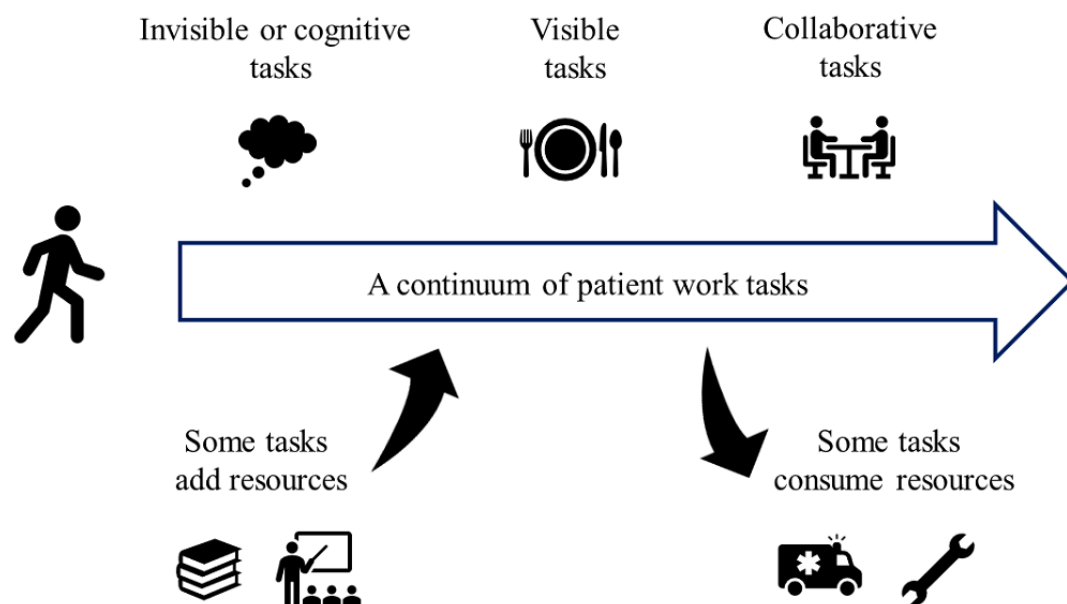 Invisible or cognitive
tasks
Visible
tasks
Collaborative
tasks
A continuum of patient work tasks
Some tasks
add resources
Some tasks
consume resources